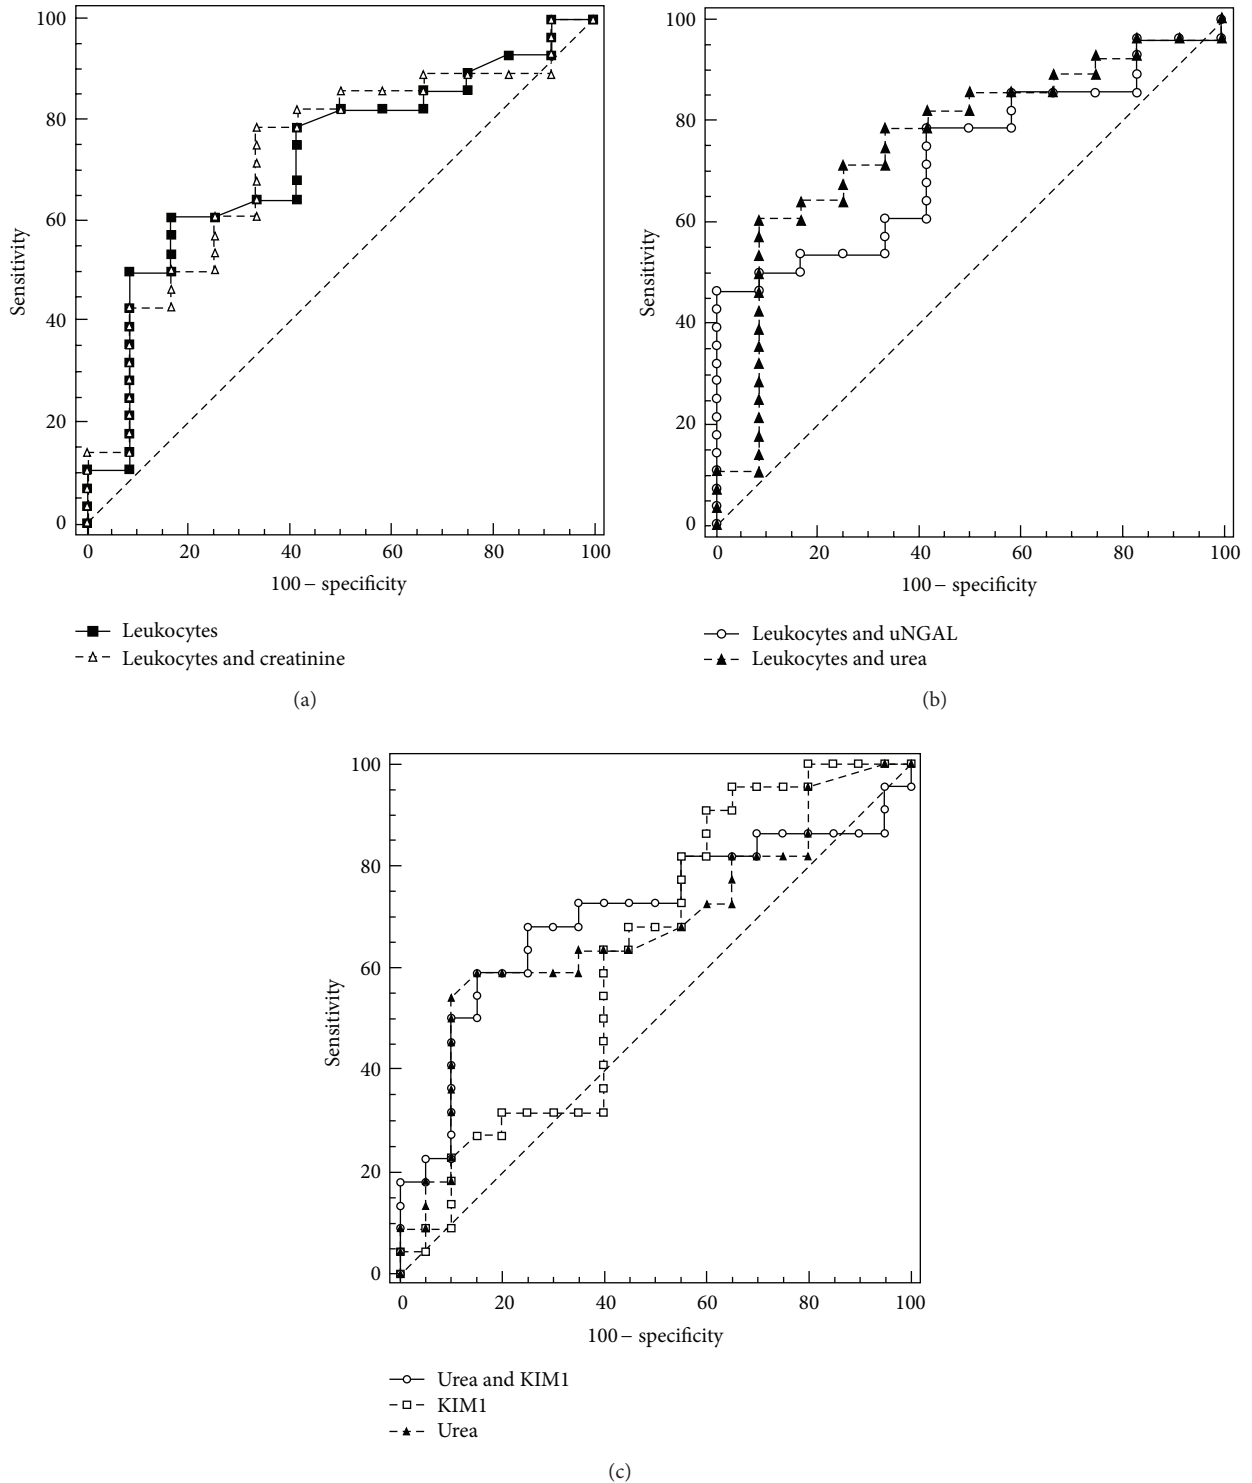 100
80
60
40
20
0
Sensitivity
0 20 40 60 80 100
100 – specificity
Leukocytes
Leukocytes and creatinine
(a)
100
80
60
40
20
0
Sensitivity
0 20 40 60 80 100
100 – specificity
Leukocytes and uNGAL
Leukocytes and urea
(b)
100
80
60
40
20
0
Sensitivity
0 20 40 60 80 100
100 – specificity
Urea and KIM1
KIM1
Urea
(c)